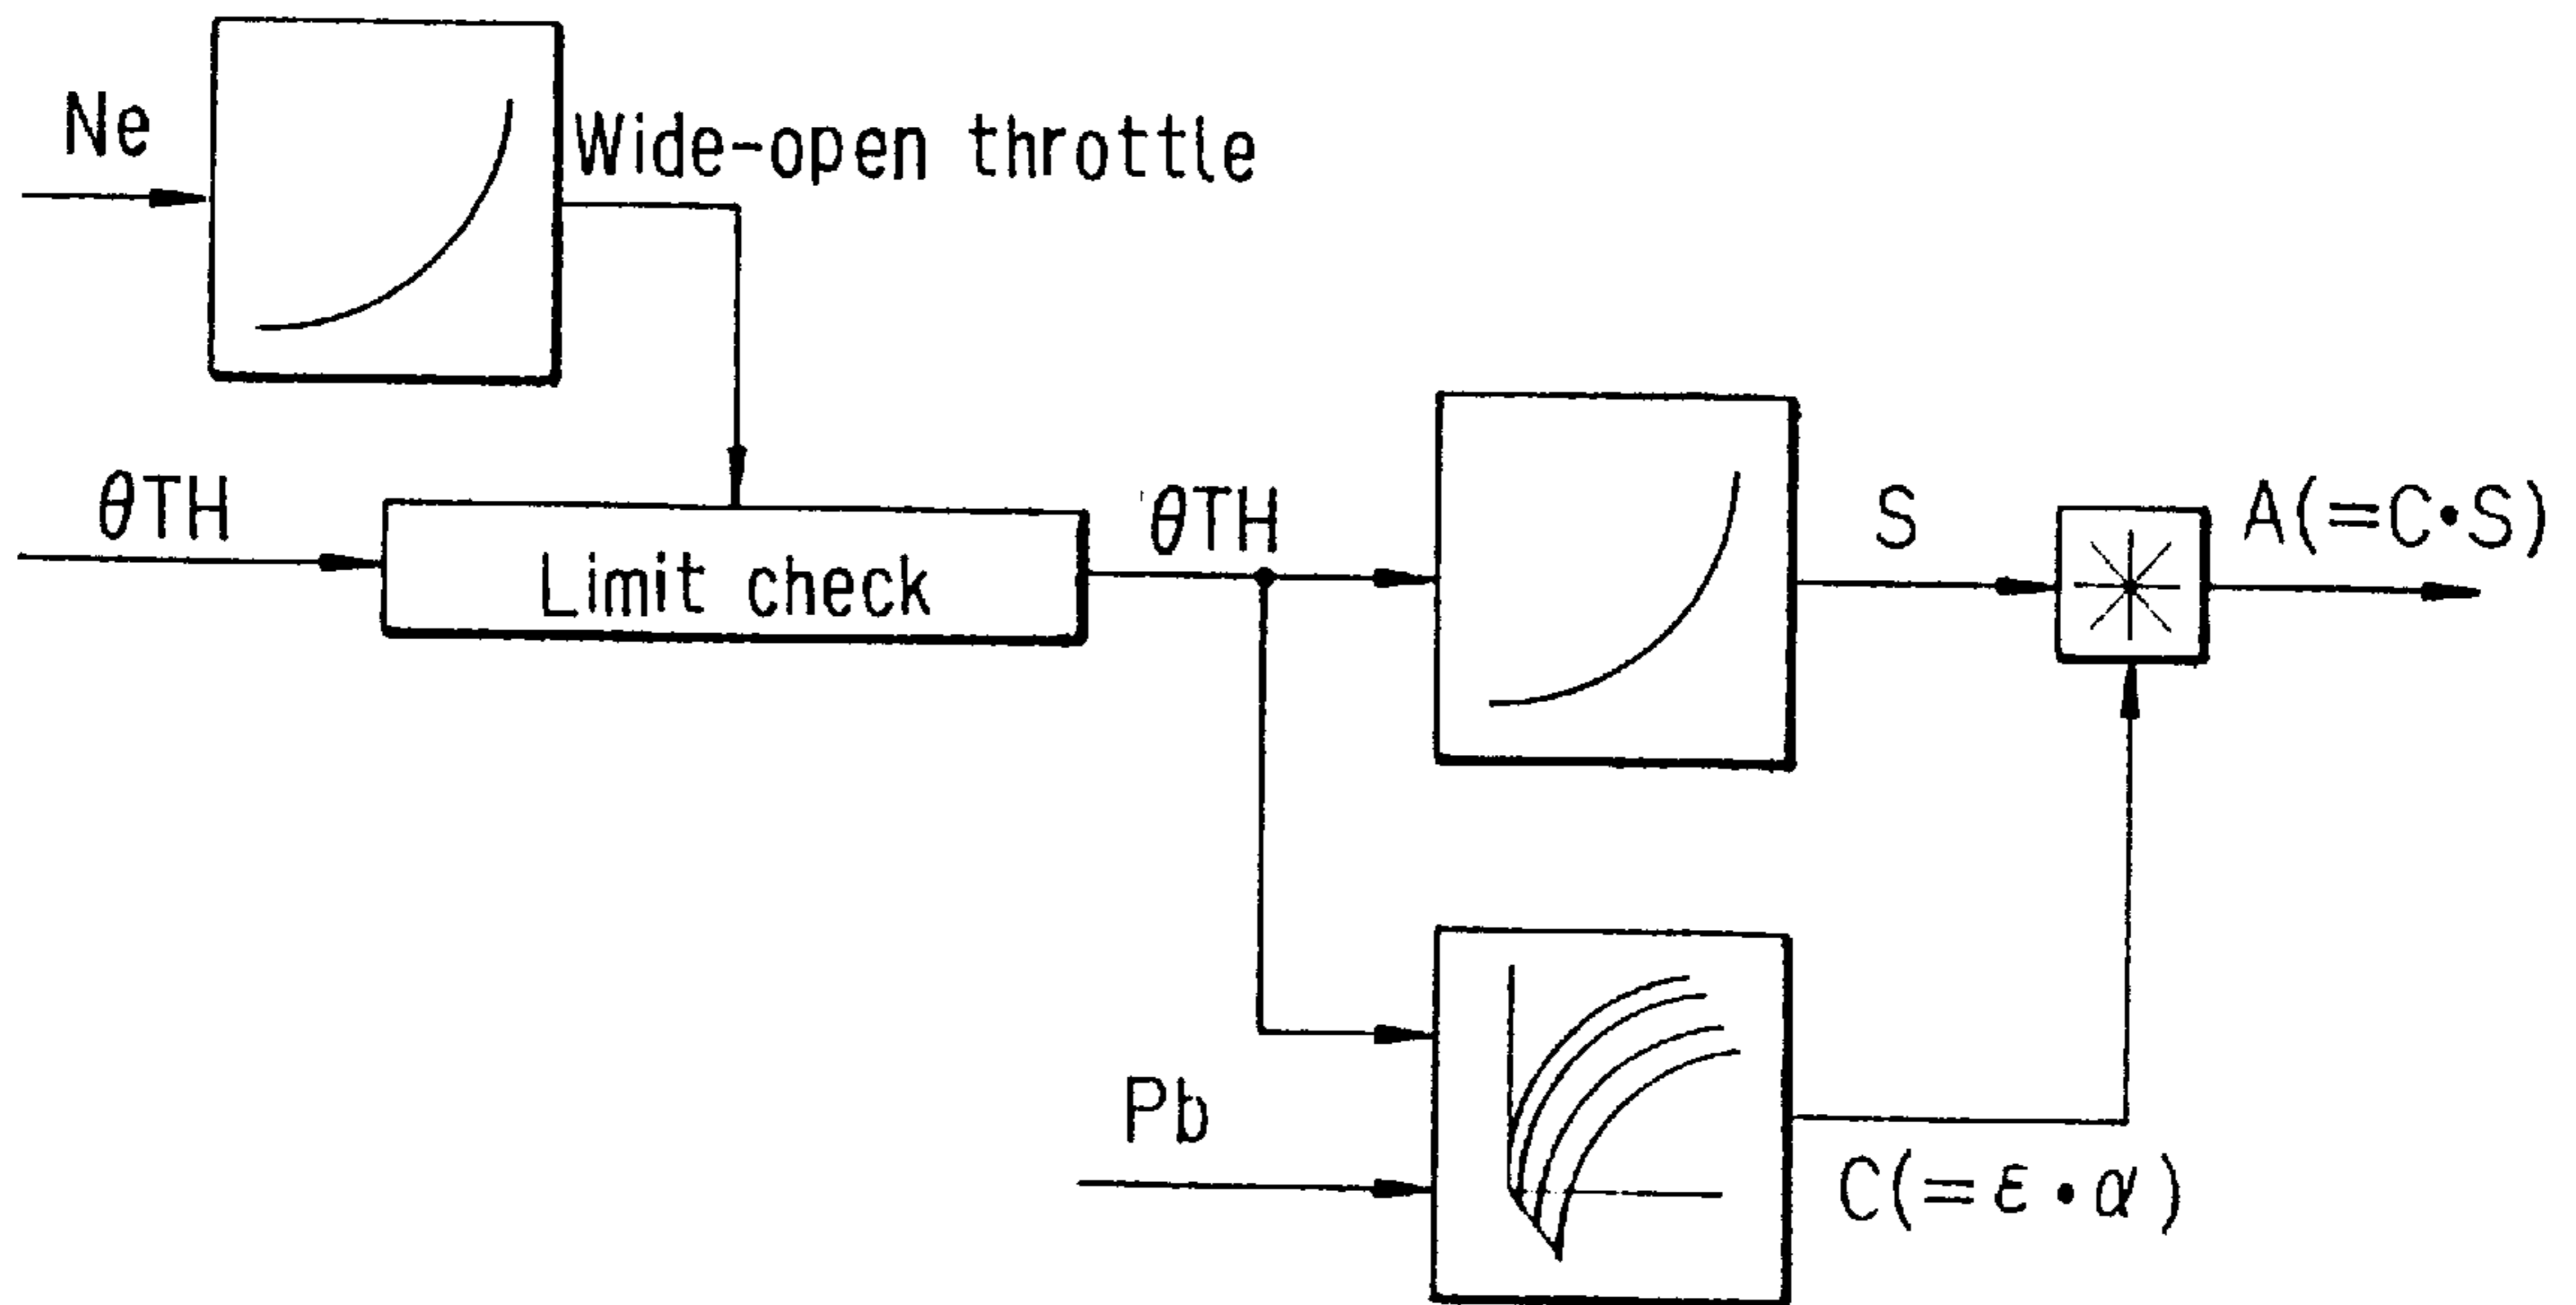 Ne
Wide-open throttle
θTH
Limit check
θTH
S
A(=C·S)
Pb
C(=ε·α)